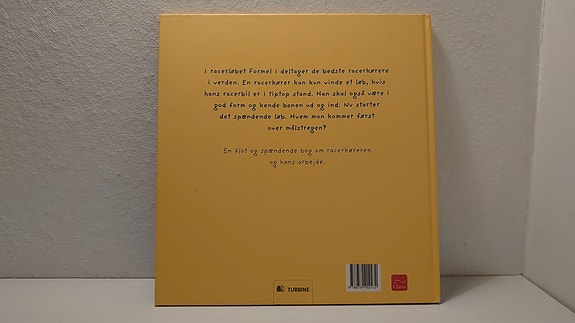 I racerløbet Formel 1 deltager de bedste racerkørere
i verden. En racerkører kan kun vinde et løb, hvis
hans racerbil er i tiptop stand. Han skal også være i
god form og kende banen ud og ind. Nu starter
det spændende løb. Hvem mon kommer først
over målstregen?
En flot og spændende bog om racerkøreren
og hans arbejde.
TURBINE
Clavis